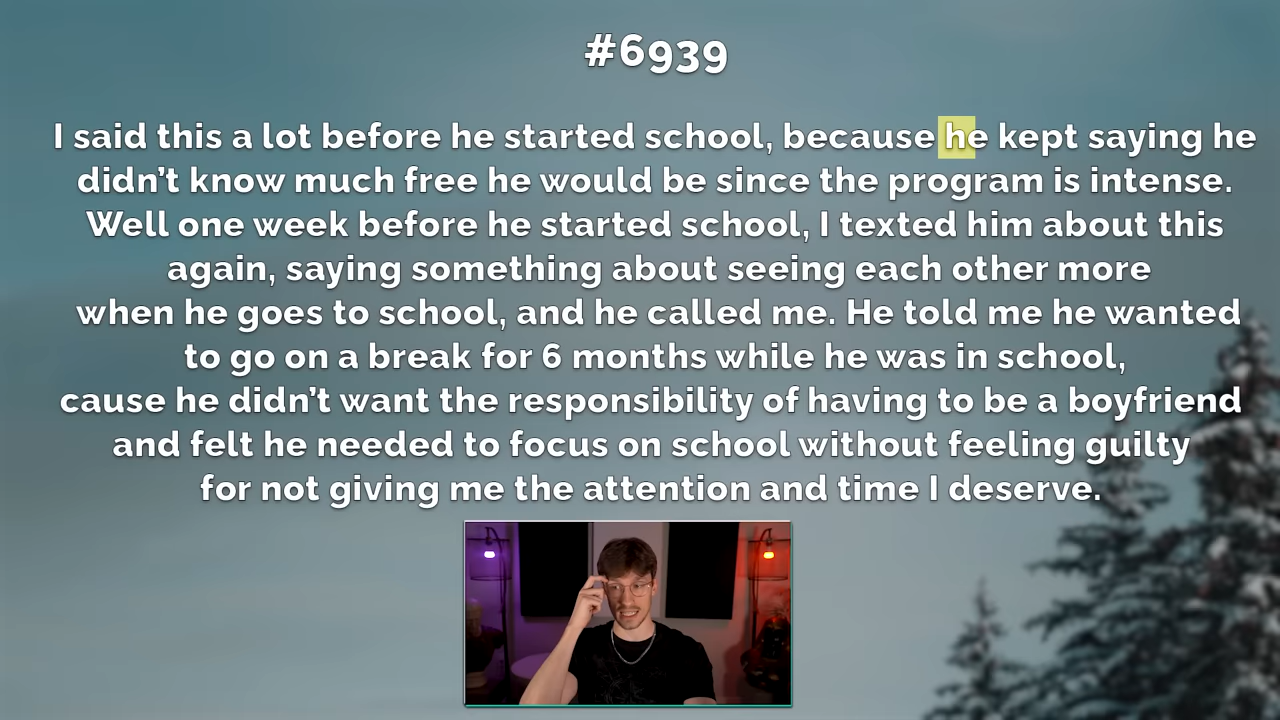 #6939
I said this a lot before he started school, because he kept saying he
didn’t know much free he would be since the program is intense.
Well one week before he started school, I texted him about this
again, saying something about seeing each other more
when he goes to school, and he called me. He told me he wanted
to go on a break for 6 months while he was in school,
cause he didn’t want the responsibility of having to be a boyfriend
and felt he needed to focus on school without feeling guilty
for not giving me the attention and time I deserve.